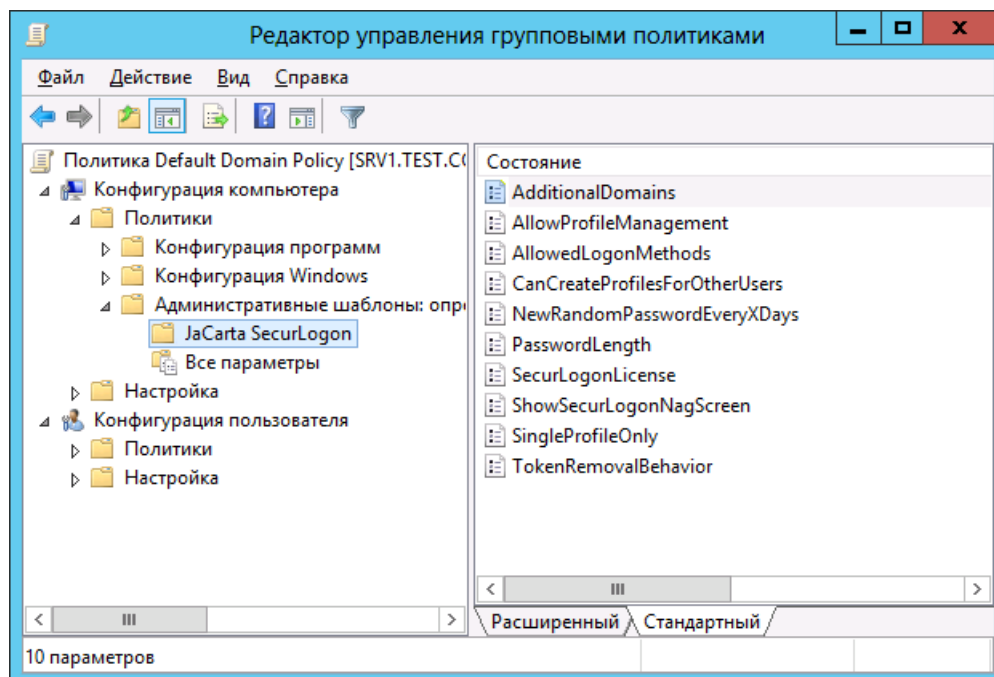 Редактор управления групповыми политиками
Файл Действие Вид Справка
Политика Default Domain Policy [SRV1.TEST.C
Конфигурация компьютера
Политики
Конфигурация программ
Конфигурация Windows
Административные шаблоны: опре
JaCarta SecurLogon
Все параметры
Настройка
Конфигурация пользователя
Политики
Настройка
Состояние
AdditionalDomains
AllowProfileManagement
AllowedLogonMethods
CanCreateProfilesForOtherUsers
NewRandomPasswordEveryXDays
PasswordLength
SecurLogonLicense
ShowSecurLogonNagScreen
SingleProfileOnly
TokenRemovalBehavior
Расширенный Стандартный
10 параметров